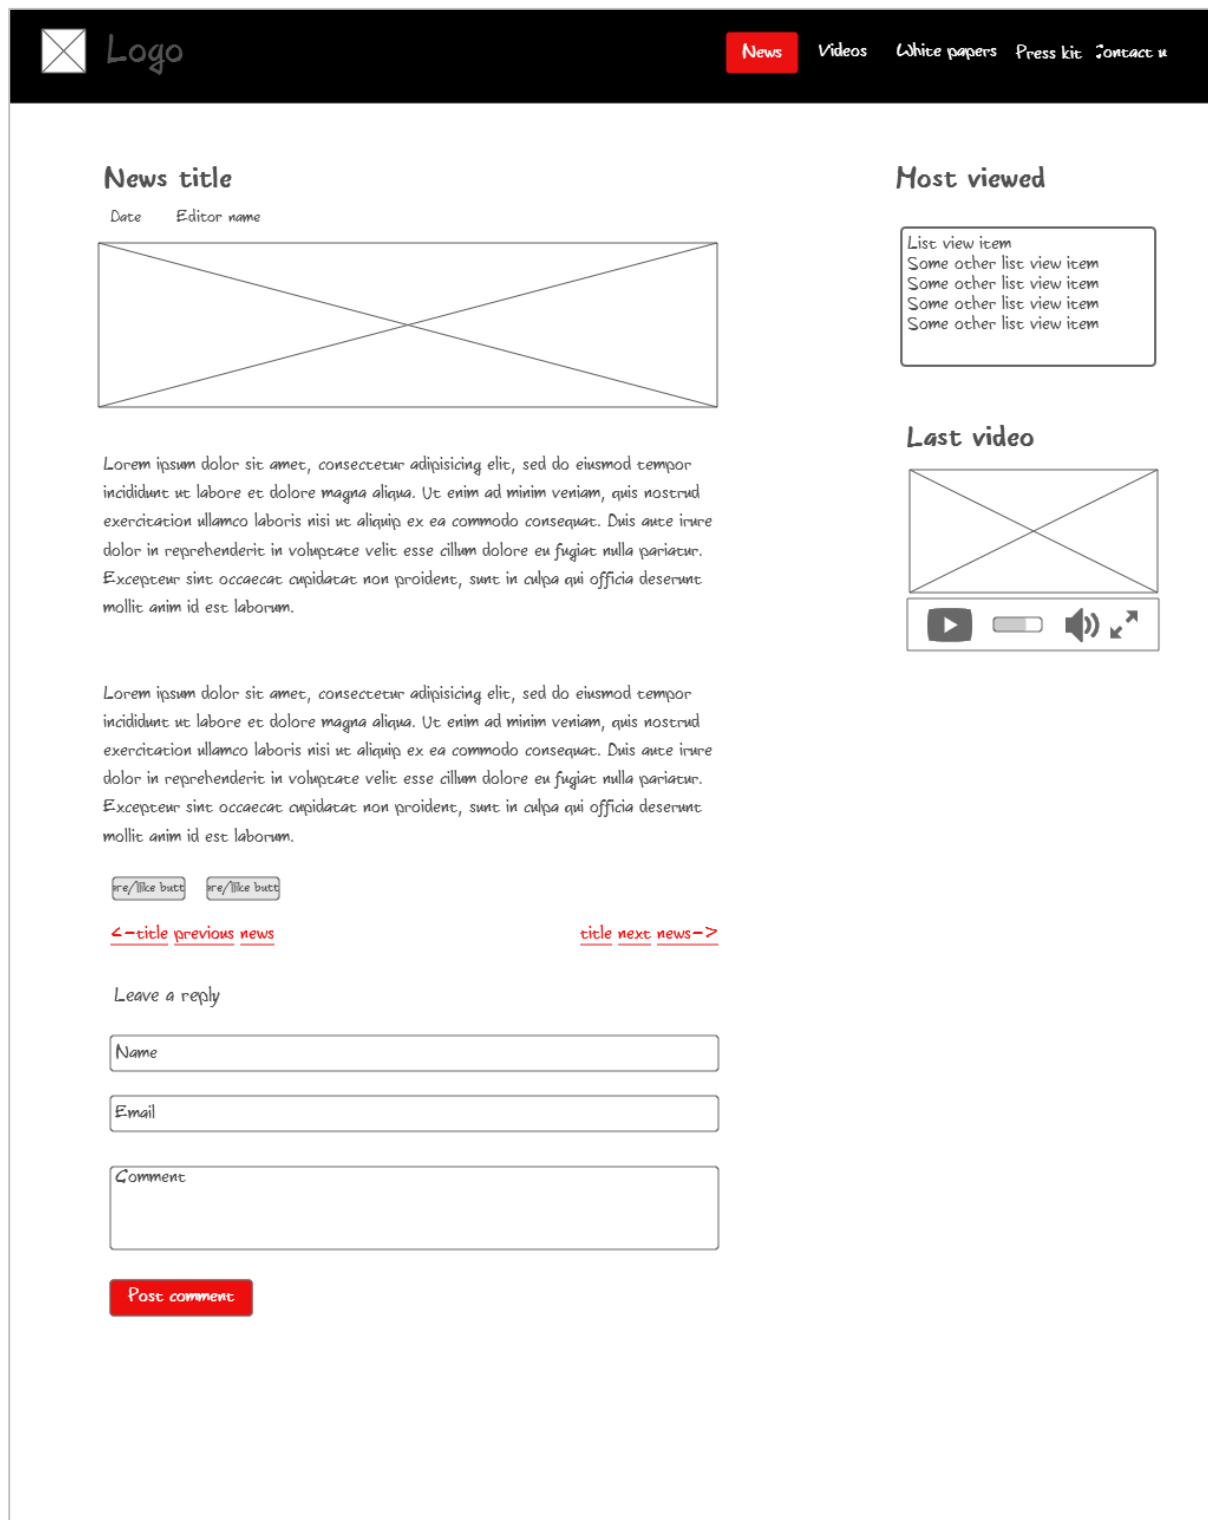 Logo
News Videos White papers Press kit Contact u
News title
Date Editor name
Lorem ipsum dolor sit amet, consectetur adipisicing elit, sed do eiusmod tempor
incididunt ut labore et dolore magna aliqua. Ut enim ad minim veniam, quis nostrud
exercitation ullamco laboris nisi ut aliquip ex ea commodo consequat. Duis aute irure
dolor in reprehenderit in voluptate velit esse cillum dolore eu fugiat nulla pariatur.
Excepteur sint occaecat cupidatat non proident, sunt in culpa qui officia deserunt
mollit anim id est laborum.
Lorem ipsum dolor sit amet, consectetur adipisicing elit, sed do eiusmod tempor
incididunt ut labore et dolore magna aliqua. Ut enim ad minim veniam, quis nostrud
exercitation ullamco laboris nisi ut aliquip ex ea commodo consequat. Duis aute irure
dolor in reprehenderit in voluptate velit esse cillum dolore eu fugiat nulla pariatur.
Excepteur sint occaecat cupidatat non proident, sunt in culpa qui officia deserunt
mollit anim id est laborum.
re/like butt re/like butt
<-title previous news title next news->
Leave a reply
Name
Email
Comment
Post comment
Most viewed
List view item
Some other list view item
Some other list view item
Some other list view item
Some other list view item
Last video